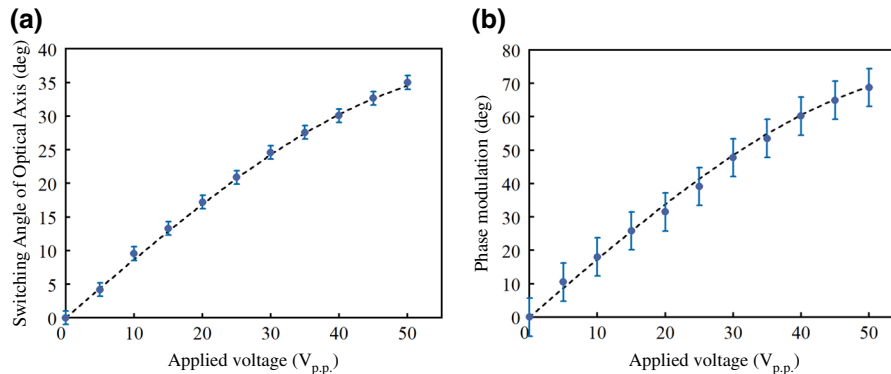 (a)
Switching Angle of Optical Axis (deg)
40
35
30
25
20
15
10
5
0
0 10 20 30 40 50
Applied voltage (Vp.p.)
(b)
Phase modulation (deg)
80
70
60
50
40
30
20
10
0
0 10 20 30 40 50
Applied voltage (Vp.p.)